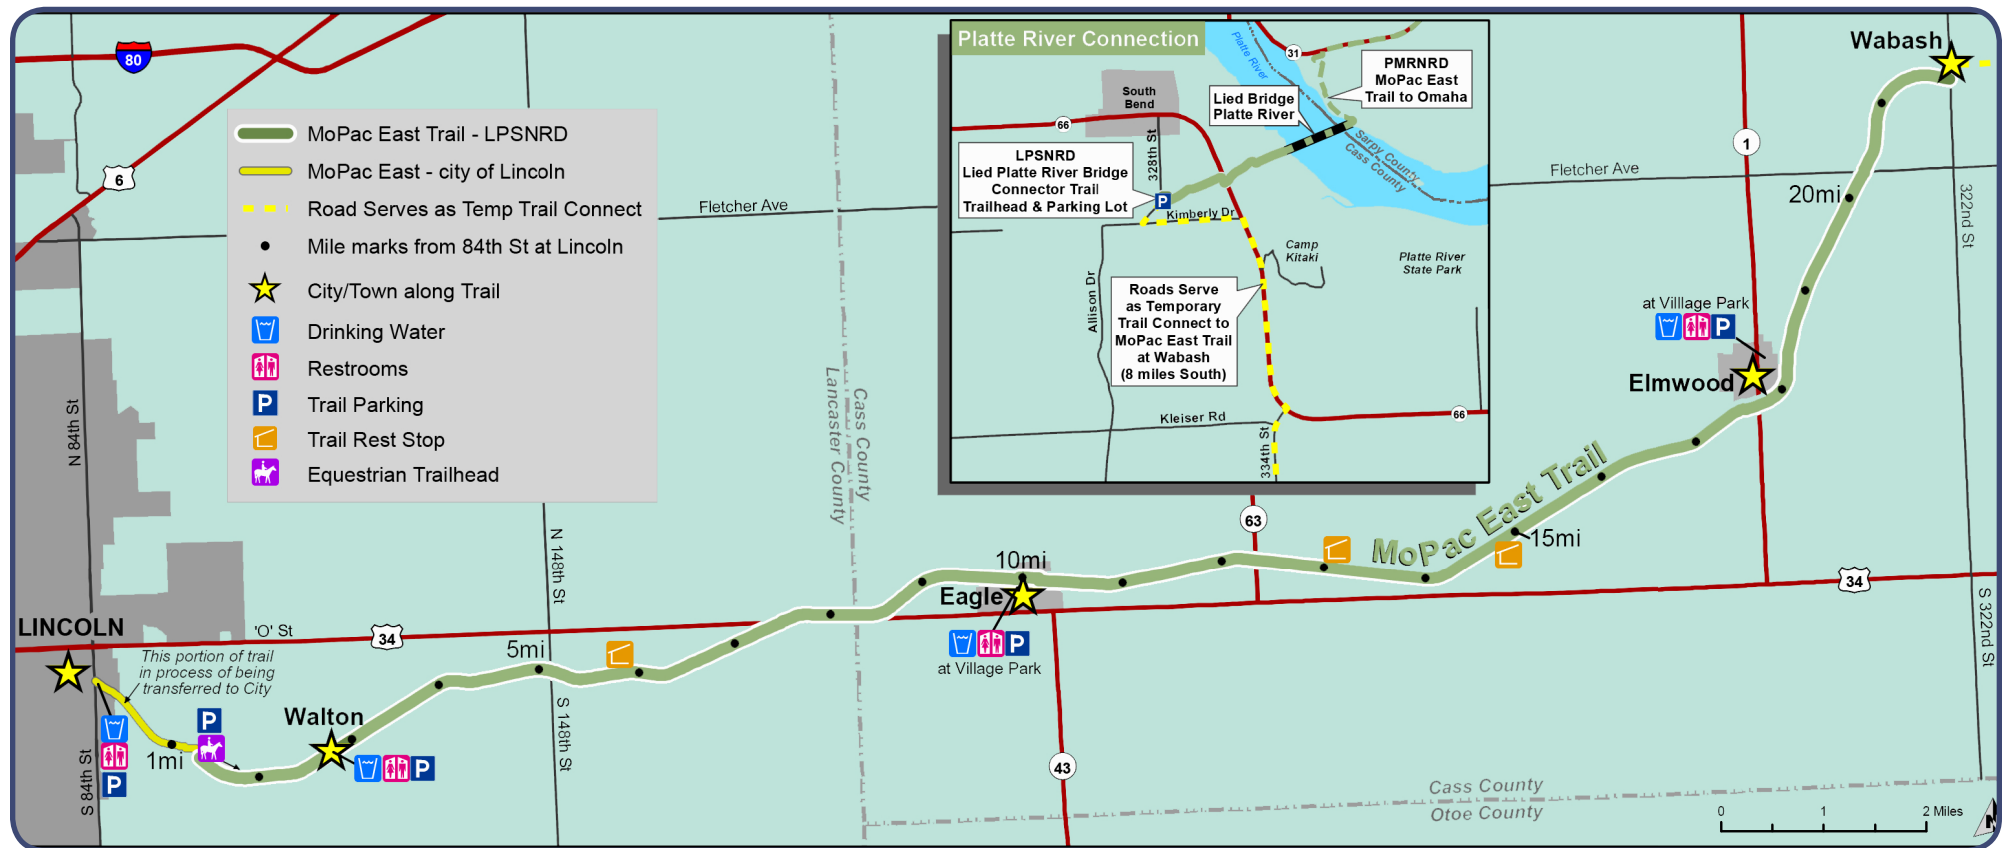 80
6
MoPac East Trail - LPSNRD
MoPac East - city of Lincoln
Road Serves as Temp Trail Connect
Mile marks from 84th St at Lincoln
City/Town along Trail
Drinking Water
Restrooms
P
Trail Parking
Trail Rest Stop
Equestrian Trailhead
Fletcher Ave
N 84th St
Lancaster County
Cass County
Platte River Connection
Platte River
31
PMRNRD
MoPac East
Trail to Omaha
South
Bend
Lied Bridge
Platte River
66
328th St
LPSNRD
Lied Platte River Bridge
Connector Trail
Trailhead & Parking Lot
P
Sarpy County
Cass County
Kimberly Dr
Camp
Kitaki
Platte River
State Park
Allison Dr
Roads Serve
as Temporary
Trail Connect to
MoPac East Trail
at Wabash
(8 miles South)
Kleiser Rd
334th St
66
Wabash
1
Fletcher Ave
20mi
322nd St
at Villlage Park
P
Elmwood
MoPac East Trail
63
15mi
34
S 322nd St
N 148th St
10mi
Eagle
P
at Village Park
LINCOLN
'O' St
34
This portion of trail
in process of being
transferred to City
5mi
S 148th St
Walton
P
1mi
P
P
S 84th St
43
Cass County
Otoe County
0
1
2 Miles
N